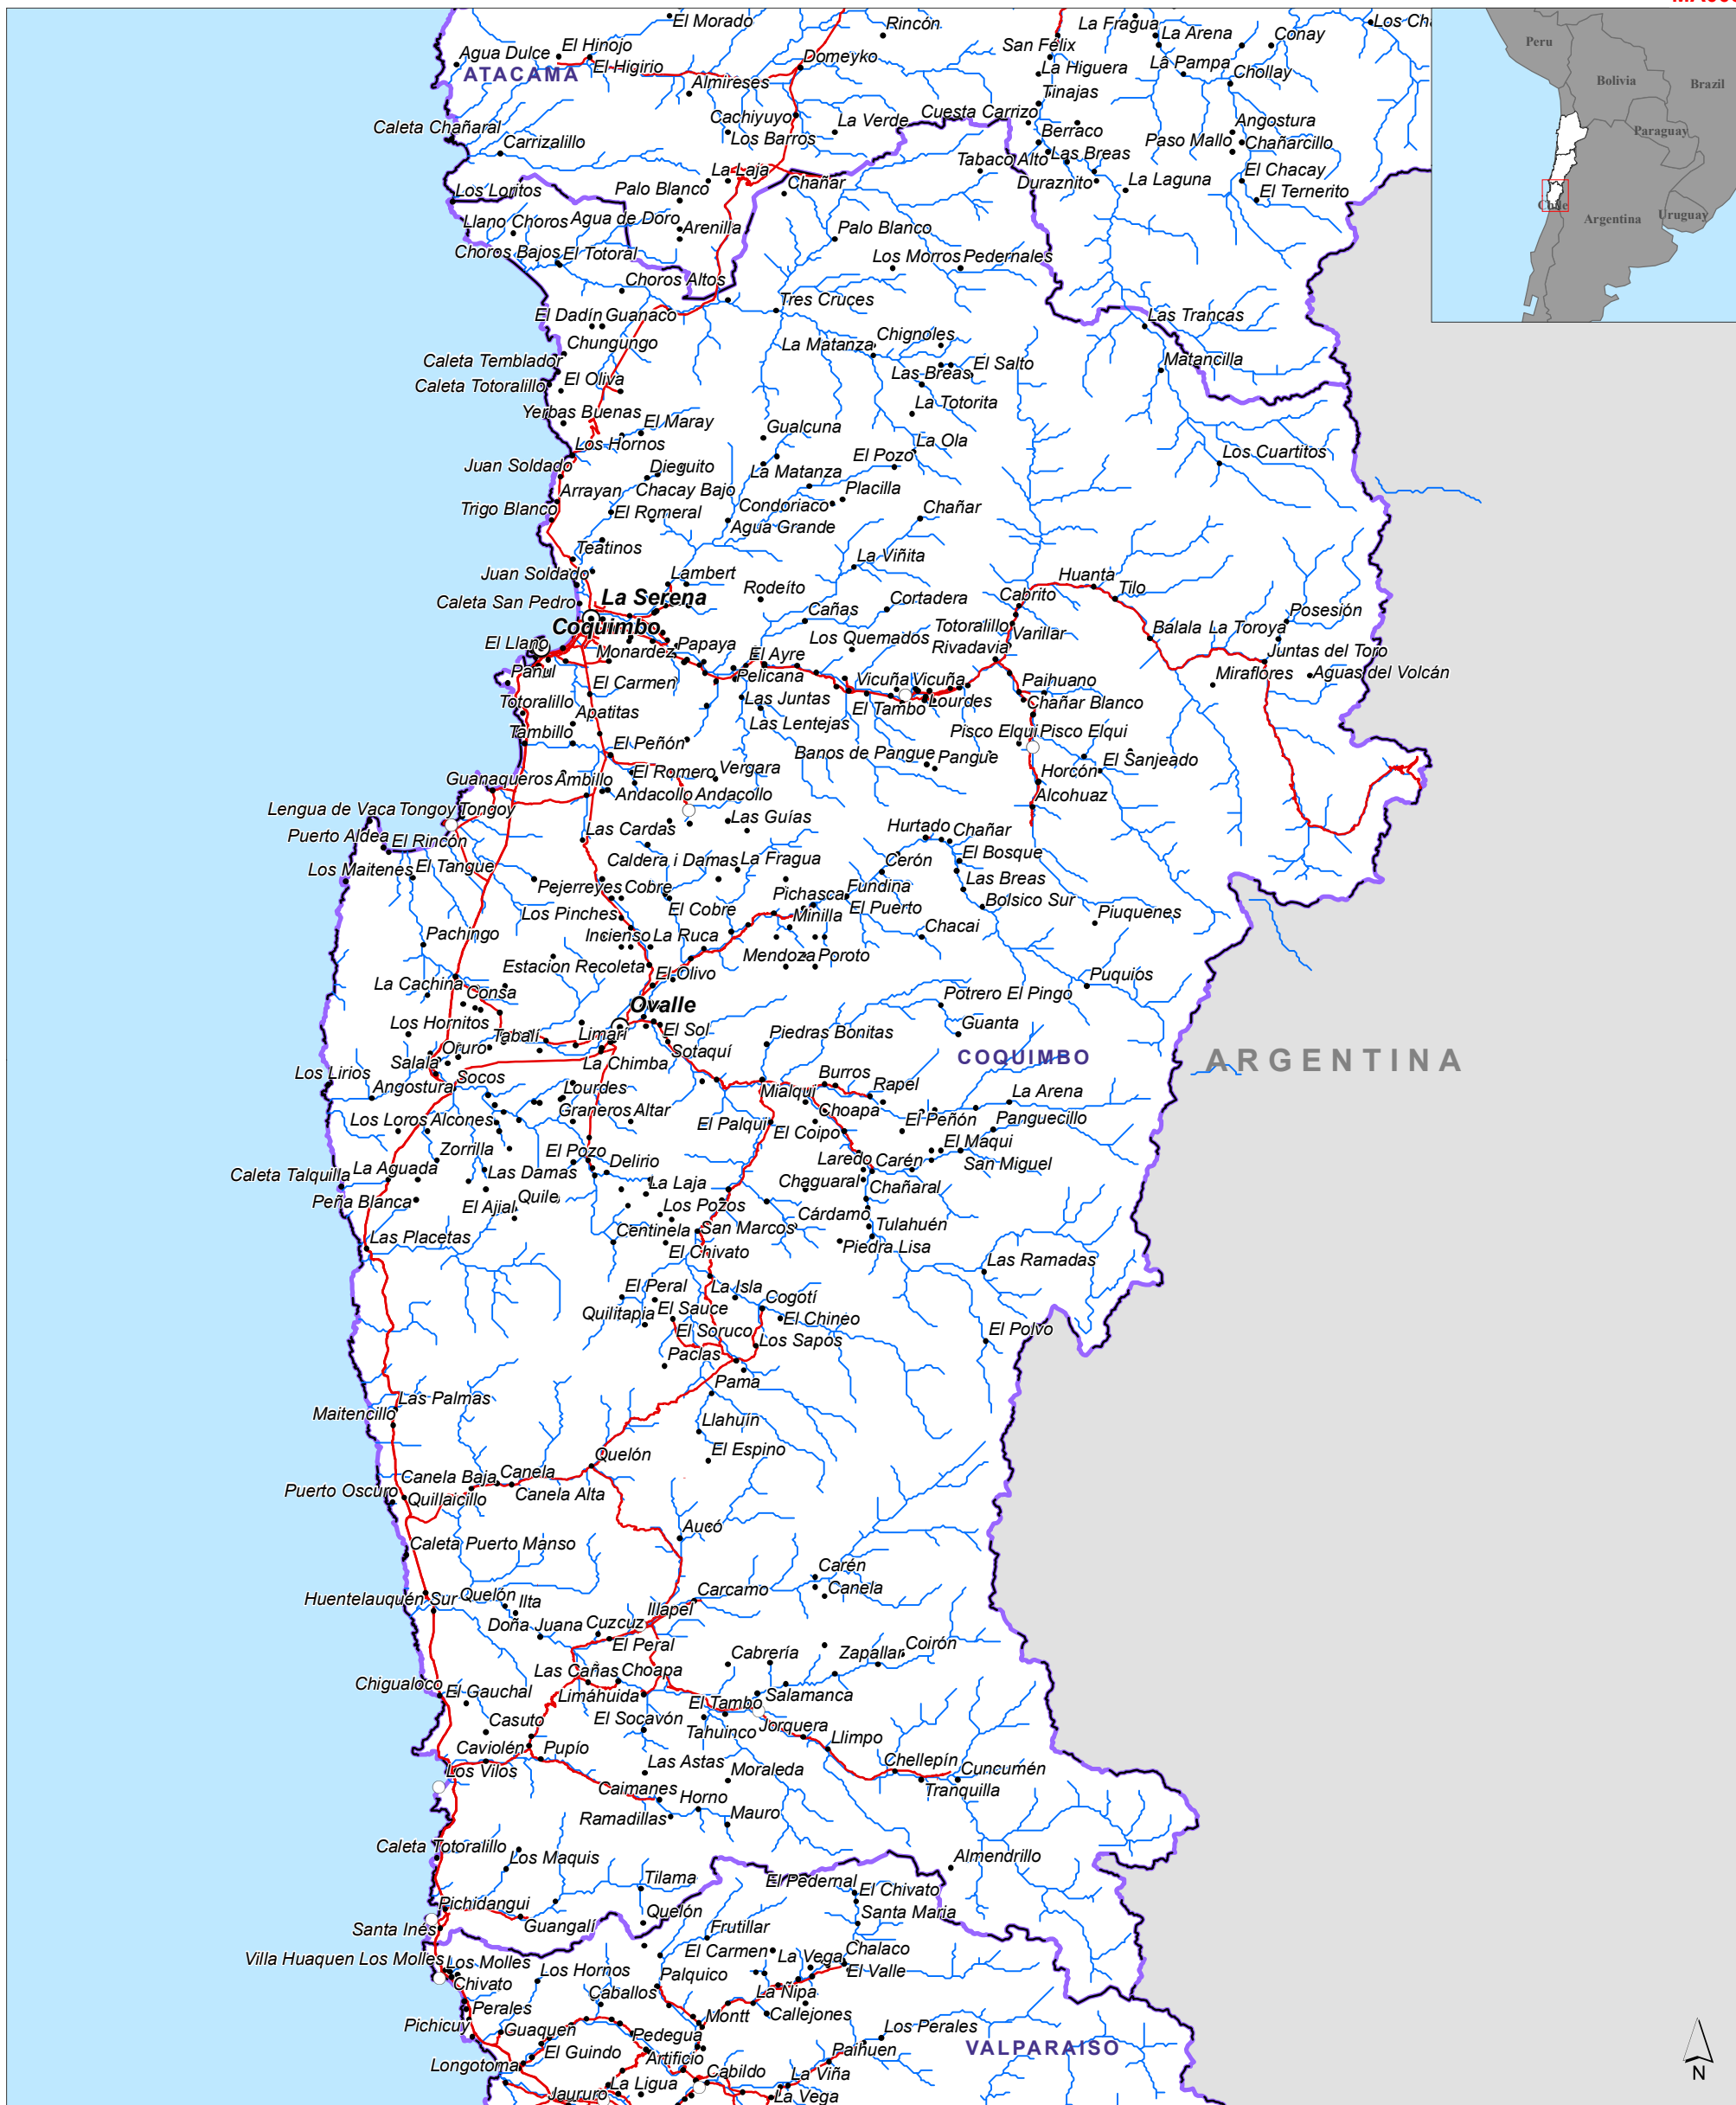 El Morado
Rincón
La Fragua
La Arena
Conay
Agua Dulce
El Hinojo
San Félix
Domeyko
ATACAMA
El Higirio
La Higuera
La Pampa
Chollay
Almireses
Tinajas
Cachiyuyo
La Verde
Cuesta Carrizo
Angostura
Caleta Chañaral
Carrizalillo
Los Barros
Berraco
Paso Mallo
Chañarcillo
Tabaco Alto
Las Breas
La Laja
El Chacay
Los Loritos
Palo Blanco
Chañar
Duraznito
La Laguna
El Ternerito
Llano Choros
Agua de Doro
Arenilla
Palo Blanco
Choros Bajos
El Totoral
Los Morros
Pedernales
Choros Altos
Tres Cruces
El Dadín
Guanaco
Las Trancas
Chungungo
La Matanza
Chignoles
Caleta Temblador
El Salto
Matancilla
Caleta Totoralillo
El Oliva
Las Breas
Yerbas Buenas
El Maray
La Totorita
Los Hornos
Gualcuna
La Ola
Juan Soldado
Dieguito
La Matanza
El Pozo
Los Cuartitos
Arrayan
Chacay Bajo
Placilla
Trigo Blanco
El Romeral
Condoriaco
Chañar
Agua Grande
Teatinos
La Viñita
Juan Soldado
Lambert
Rodeíto
Huanta
Tilo
Caleta San Pedro
La Serena
Cañas
Cortadera
Cabrito
Posesión
Coquimbo
Totoralillo
Varillar
Balala
La Toroya
El Llano
Monardez
Papaya
Los Quemados
Rivadavia
Juntas del Toro
Panul
El Carmen
El Ayre
Pelicana
Vicuña
Vicuña
Paihuano
Miraflores
Aguas del Volcán
Totoralillo
Apatitas
Las Juntas
El Tambo
Lourdes
Chañar Blanco
Tambillo
El Peñón
Las Lentejas
Pisco Elqui
Pisco Elqui
Banos de Pangue
Pangue
El Sanjeado
Guanaqueros
Ambillo
El Romero
Vergara
Horcón
Lengua de Vaca
Tongoy
Tongoy
Andacollo
Andacollo
Alcohuaz
Puerto Aldea
El Rincón
Las Cardas
Las Guías
Hurtado
Chañar
Los Maitenes
El Tangue
Caldera i Damas
La Fragua
Cerón
El Bosque
Pejerreyes
Cobre
Pichasca
Fundina
Las Breas
Los Pinches
El Cobre
Minilla
El Puerto
Bolsico Sur
Piuquenes
Pachingo
Incienso
La Ruca
Chacai
Estacion Recoleta
Mendoza
Poroto
La Cachina
Consa
El Olivo
Puquios
Ovalle
Potrero El Pingo
Los Hornitos
Tabalí
Limarí
El Sol
Piedras Bonitas
Guanta
Oruro
Sotaquí
COQUIMBO
ARGENTINA
Salala
La Chimba
Los Lirios
Angostura
Socos
Lourdes
Mialqui
Burros
Rapel
La Arena
Los Loros
Alcones
Graneros
Altar
El Palqui
Choapa
El Peñón
Panguecillo
El Coipo
Zorrilla
El Pozo
El Maqui
Caleta Talquilla
La Aguada
Las Damas
Delirio
Laredo
Carén
San Miguel
Peña Blanca
La Laja
Chaguaral
Chañaral
El Ajial
Quile
Los Pozos
Cárdamo
Las Placetas
Centinela
San Marcos
Tulahuén
El Chivato
Piedra Lisa
Las Ramadas
El Peral
La Isla
Cogotí
Quilitapia
El Sauce
El Chineo
El Soruco
Los Sapos
El Polvo
Paclas
Pama
Las Palmas
Maitencillo
Llahuín
El Espino
Quelón
Canela Baja
Canela
Puerto Oscuro
Quillaicillo
Canela Alta
Aucó
Caleta Puerto Manso
Carén
Canela
Huentelauquén Sur
Quelón
Ilta
Carcamo
Illapel
Doña Juana
Cuzcuz
El Peral
Cabrería
Zapallar
Coirón
Chigualoco
El Gauchal
Las Cañas
Choapa
Limáhuida
El Tambo
Salamanca
Casuto
El Socavón
Tahuinco
Jorquera
Llimpo
Caviolén
Pupío
Los Vilos
Las Astas
Moraleda
Chellepín
Cuncumén
Caimanes
Horno
Tranquilla
Ramadillas
Mauro
Caleta Totoralillo
Los Maquis
Almendrillo
Tilama
El Pedernal
El Chivato
Pichidangui
Quelón
Santa Maria
Santa Inés
Guangalí
Frutillar
Villa Huaquen
Los Molles
Los Molles
El Carmen
La Vega
Chalaco
Chivato
Los Hornos
Palquico
El Valle
Perales
Caballos
La Ñipa
Pichicuy
Guaquen
Montt
Callejones
Pedegua
Los Perales
El Guindo
Paihuen
VALPARAISO
Longotoma
Artificio
Cabildo
La Viña
Jaururo
La Ligua
La Vega
Peru
Bolivia
Brazil
Paraguay
Chile
Argentina
Uruguay
N